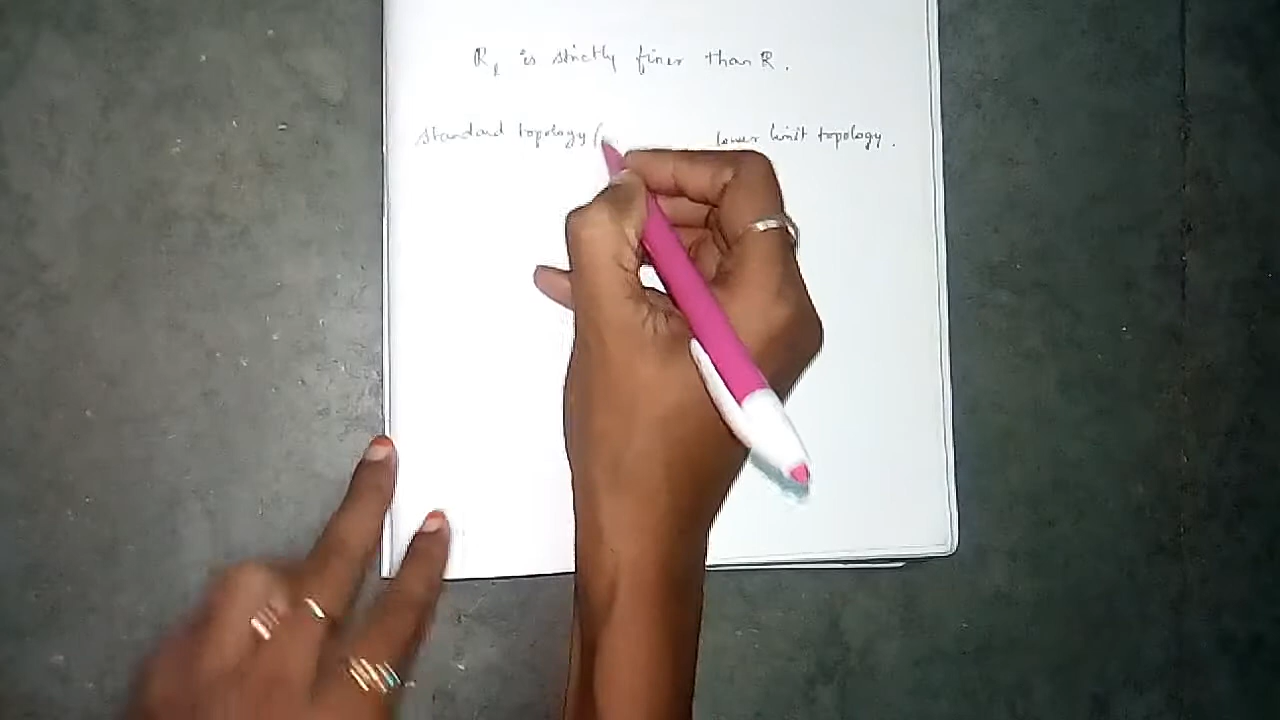 Rℓ is strictly finer than R.
standard topology ( lower limit topology.